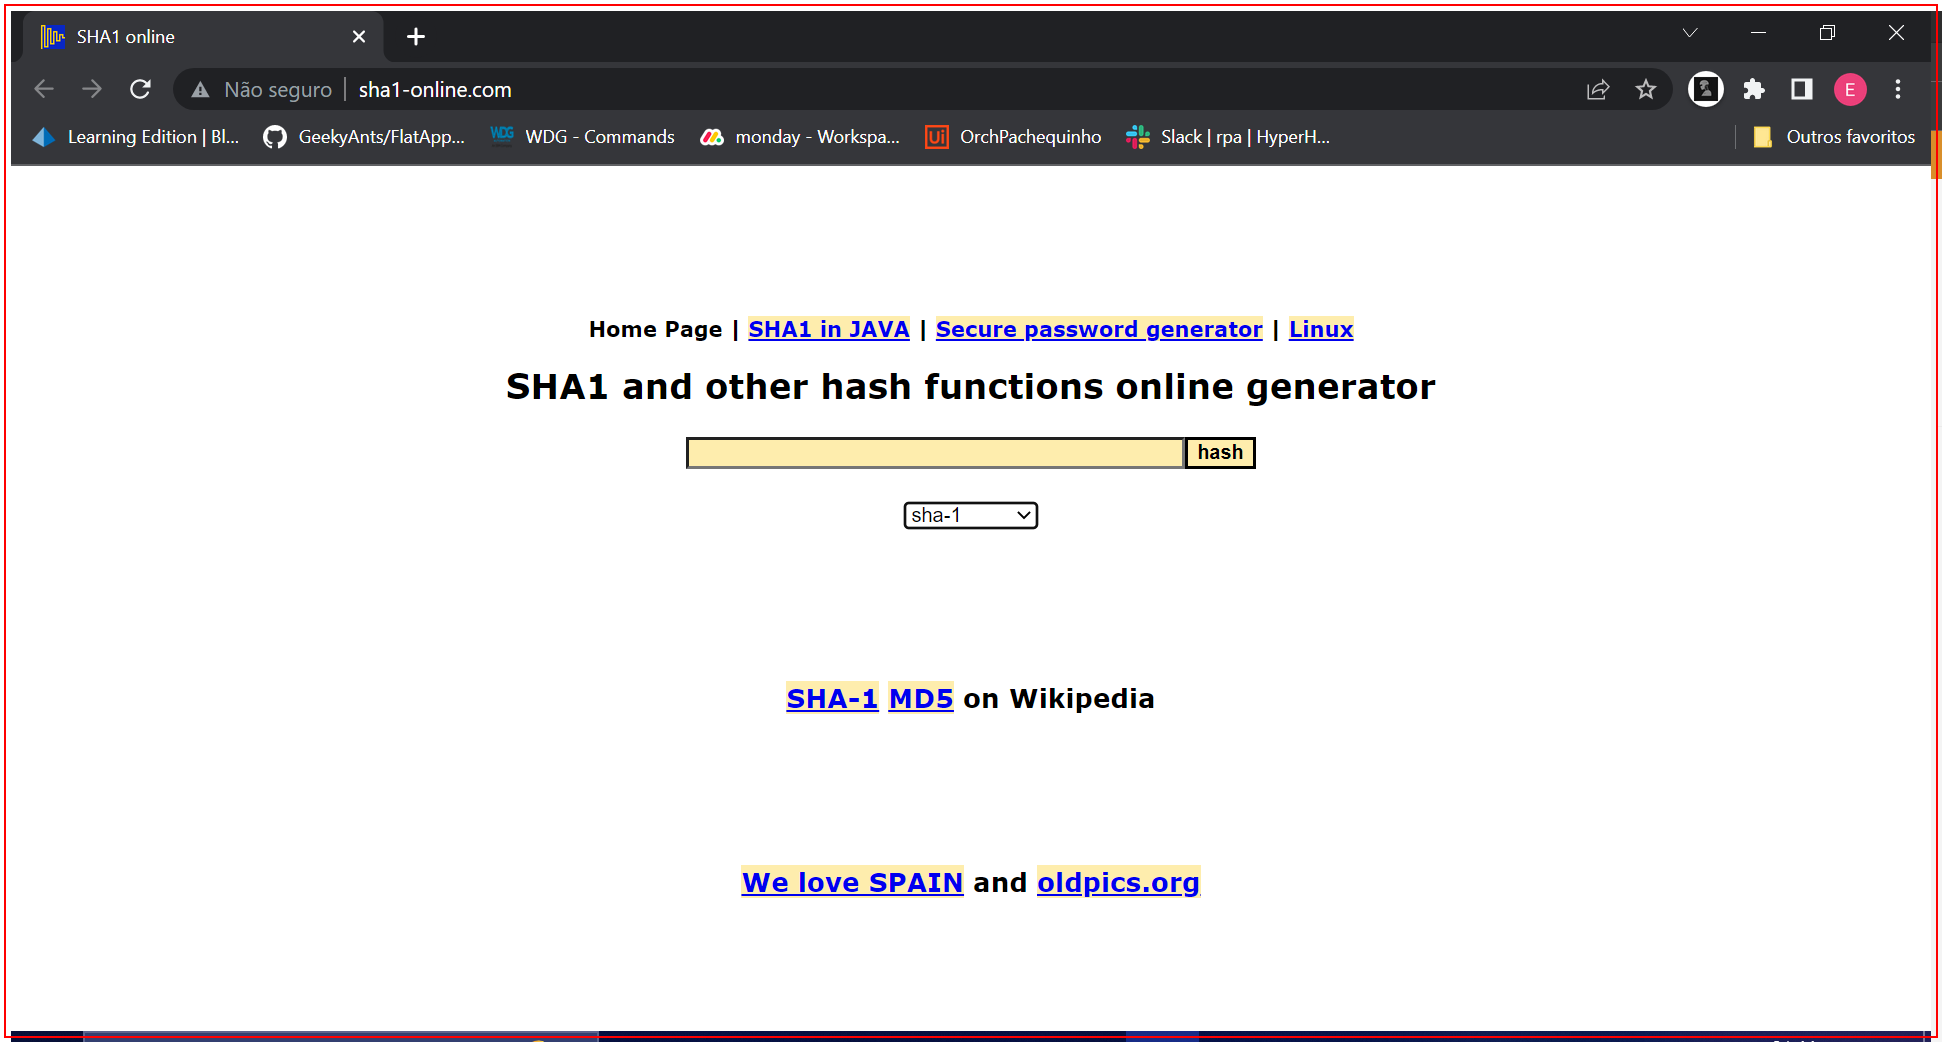 SHA1 online
Não seguro | sha1-online.com
E
Learning Edition | Bl... GeekyAnts/FlatApp... WDG WDG - Commands monday - Workspa... Ui OrchPachequinho Slack | rpa | HyperH... Outros favoritos
Home Page | SHA1 in JAVA | Secure password generator | Linux
SHA1 and other hash functions online generator
hash
sha-1
SHA-1 MD5 on Wikipedia
We love SPAIN and oldpics.org